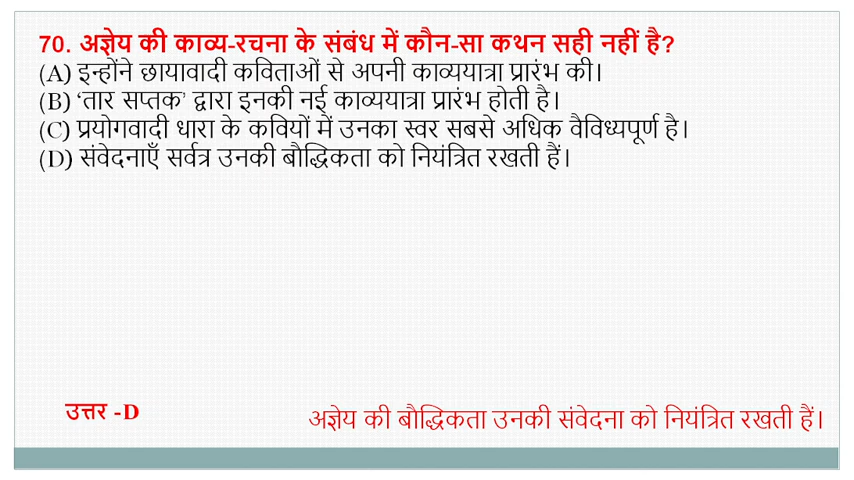 70. अज्ञेय की काव्य-रचना के संबंध में कौन-सा कथन सही नहीं है?
(A) इन्होंने छायावादी कविताओं से अपनी काव्ययात्रा प्रारंभ की।
(B) ‘तार सप्तक’ द्वारा इनकी नई काव्ययात्रा प्रारंभ होती है।
(C) प्रयोगवादी धारा के कवियों में उनका स्वर सबसे अधिक वैविध्यपूर्ण है।
(D) संवेदनाएँ सर्वत्र उनकी बौद्धिकता को नियंत्रित रखती हैं।
उत्तर -D
अज्ञेय की बौद्धिकता उनकी संवेदना को नियंत्रित रखती हैं।